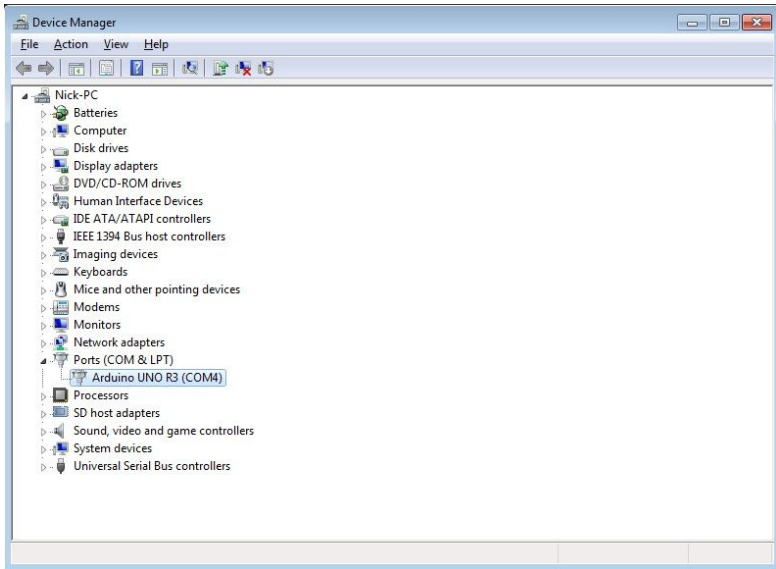 Device Manager
File Action View Help
Nick-PC
Batteries
Computer
Disk drives
Display adapters
DVD/CD-ROM drives
Human Interface Devices
IDE ATA/ATAPI controllers
IEEE 1394 Bus host controllers
Imaging devices
Keyboards
Mice and other pointing devices
Modems
Monitors
Network adapters
Ports (COM & LPT)
Arduino UNO R3 (COM4)
Processors
SD host adapters
Sound, video and game controllers
System devices
Universal Serial Bus controllers